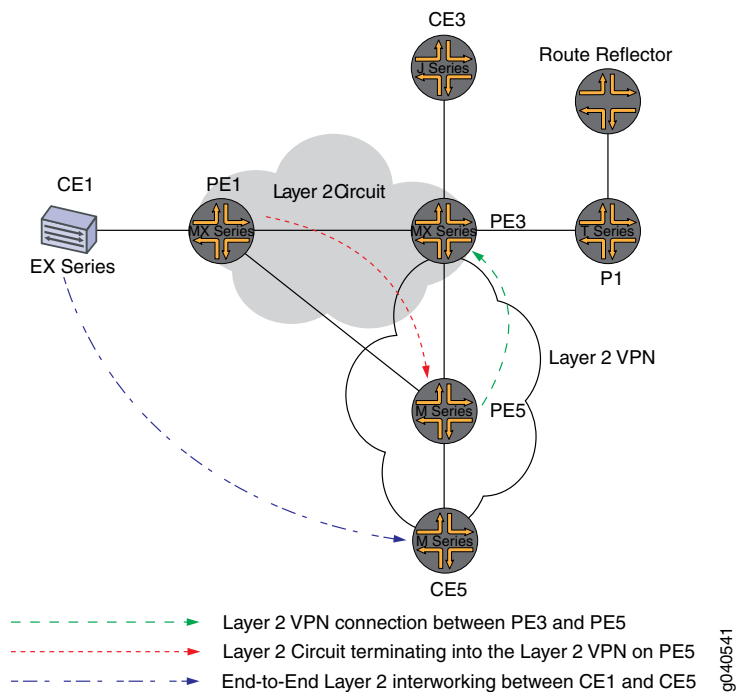 CE3
J Series
Route Reflector
CE1
PE1
Layer 2Circuit
MX Series
MX Series
PE3
T Series
EX Series
P1
Layer 2 VPN
M Series
PE5
M Series
CE5
Layer 2 VPN connection between PE3 and PE5
Layer 2 Circuit terminating into the Layer 2 VPN on PE5
End-to-End Layer 2 interworking between CE1 and CE5
g040541